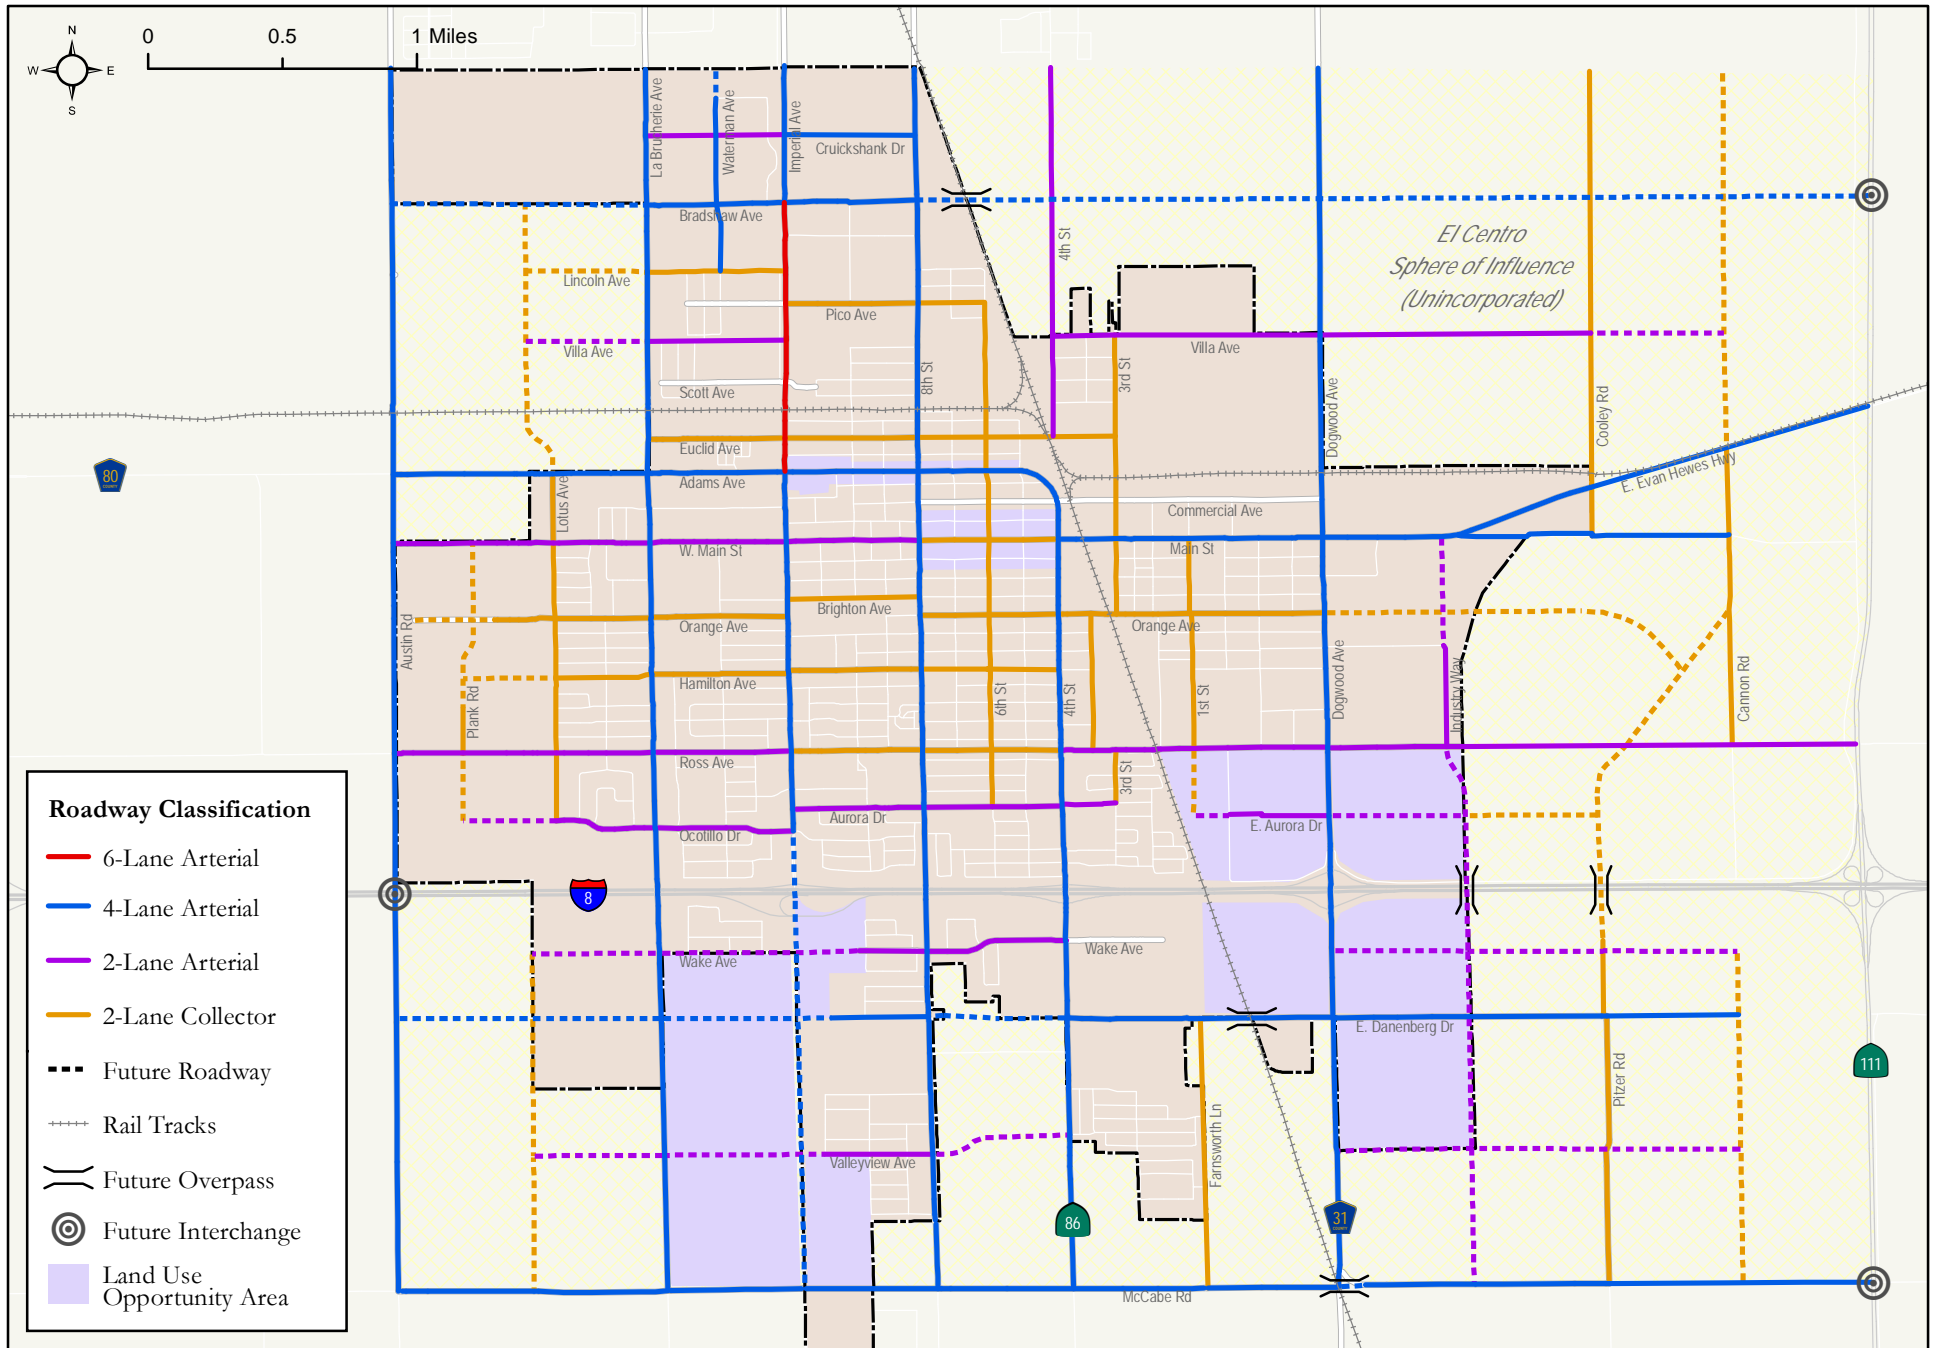 N
W
E
S
0
0.5
1 Miles
La Brucherie Ave
Waterman Ave
Imperial Ave
Cruickshank Dr
Bradshaw Ave
4th St
El Centro
Sphere of Influence
(Unincorporated)
Lincoln Ave
Pico Ave
Villa Ave
Villa Ave
Scott Ave
8th St
3rd St
Dogwood Ave
Cooley Rd
Euclid Ave
80
COUNTY
Adams Ave
E. Evan Hewes Hwy
Lotus Ave
Commercial Ave
W. Main St
Main St
Brighton Ave
Orange Ave
Orange Ave
Austin Rd
Hamilton Ave
Plank Rd
6th St
4th St
1st St
Dogwood Ave
Industry Way
Cannon Rd
Ross Ave
3rd St
Aurora Dr
E. Aurora Dr
Ocotillo Dr
8
Wake Ave
Wake Ave
E. Danenberg Dr
111
Pitzer Rd
Farnsworth Ln
Valleyview Ave
86
31
COUNTY
McCabe Rd
Roadway Classification
6-Lane Arterial
4-Lane Arterial
2-Lane Arterial
2-Lane Collector
Future Roadway
Rail Tracks
Future Overpass
Future Interchange
Land Use
Opportunity Area